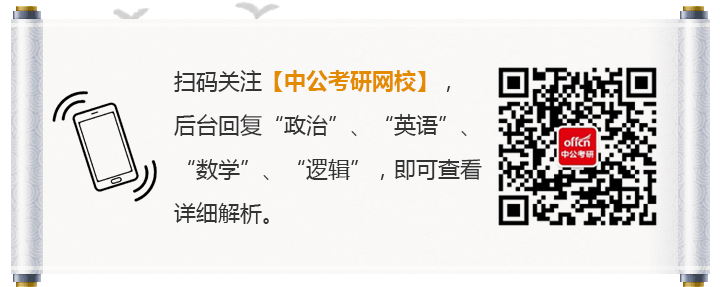 扫码关注【中公考研网校】，
后台回复“政治”、“英语”、
“数学”、“逻辑”，即可查看
详细解析。
offcn
中公考研